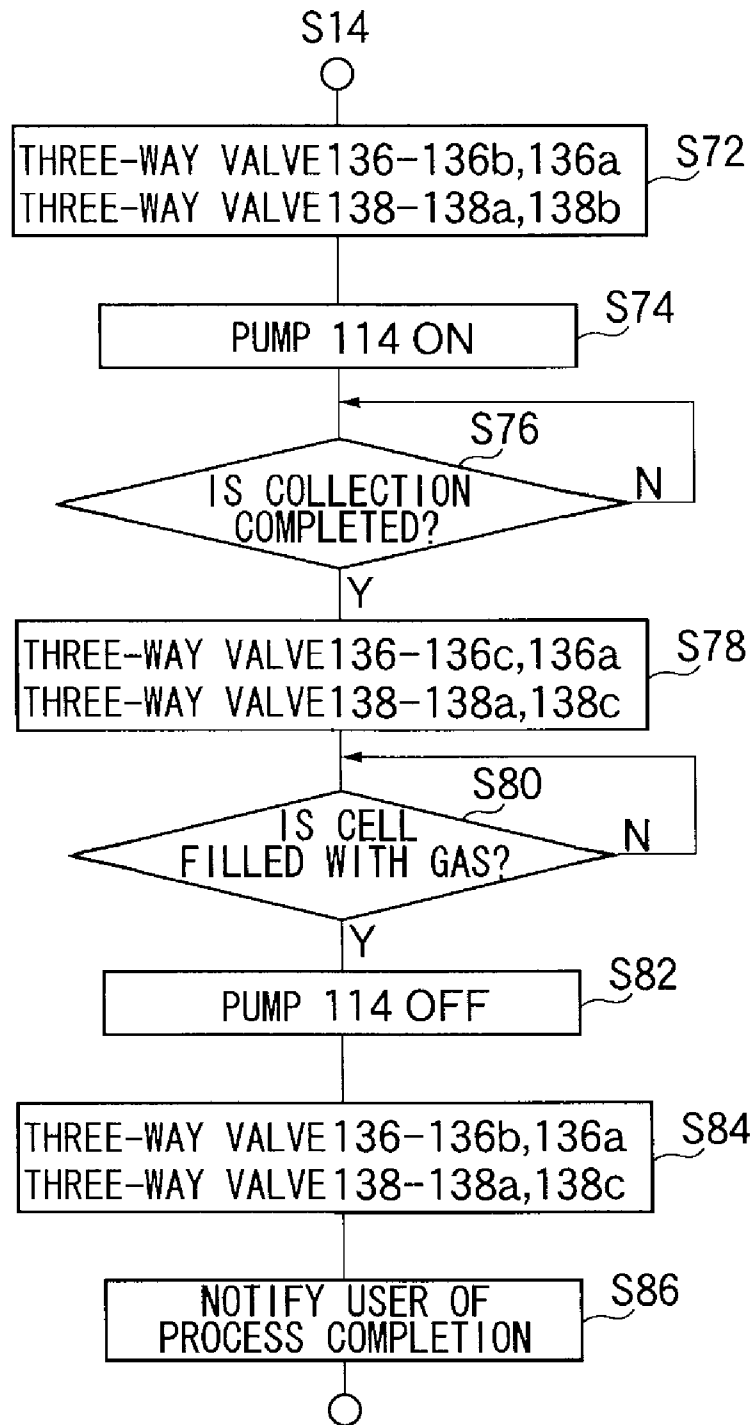 S14
THREE-WAY VALVE136-136b,136a
THREE-WAY VALVE138-138a,138b
S72
PUMP 114 ON
S74
S76
IS COLLECTION
COMPLETED?
N
Y
THREE-WAY VALVE136-136c,136a
THREE-WAY VALVE138-138a,138c
S78
S80
IS CELL
FILLED WITH GAS?
N
Y
PUMP 114 OFF
S82
THREE-WAY VALVE136-136b,136a
THREE-WAY VALVE138--138a,138c
S84
NOTIFY USER OF
PROCESS COMPLETION
S86